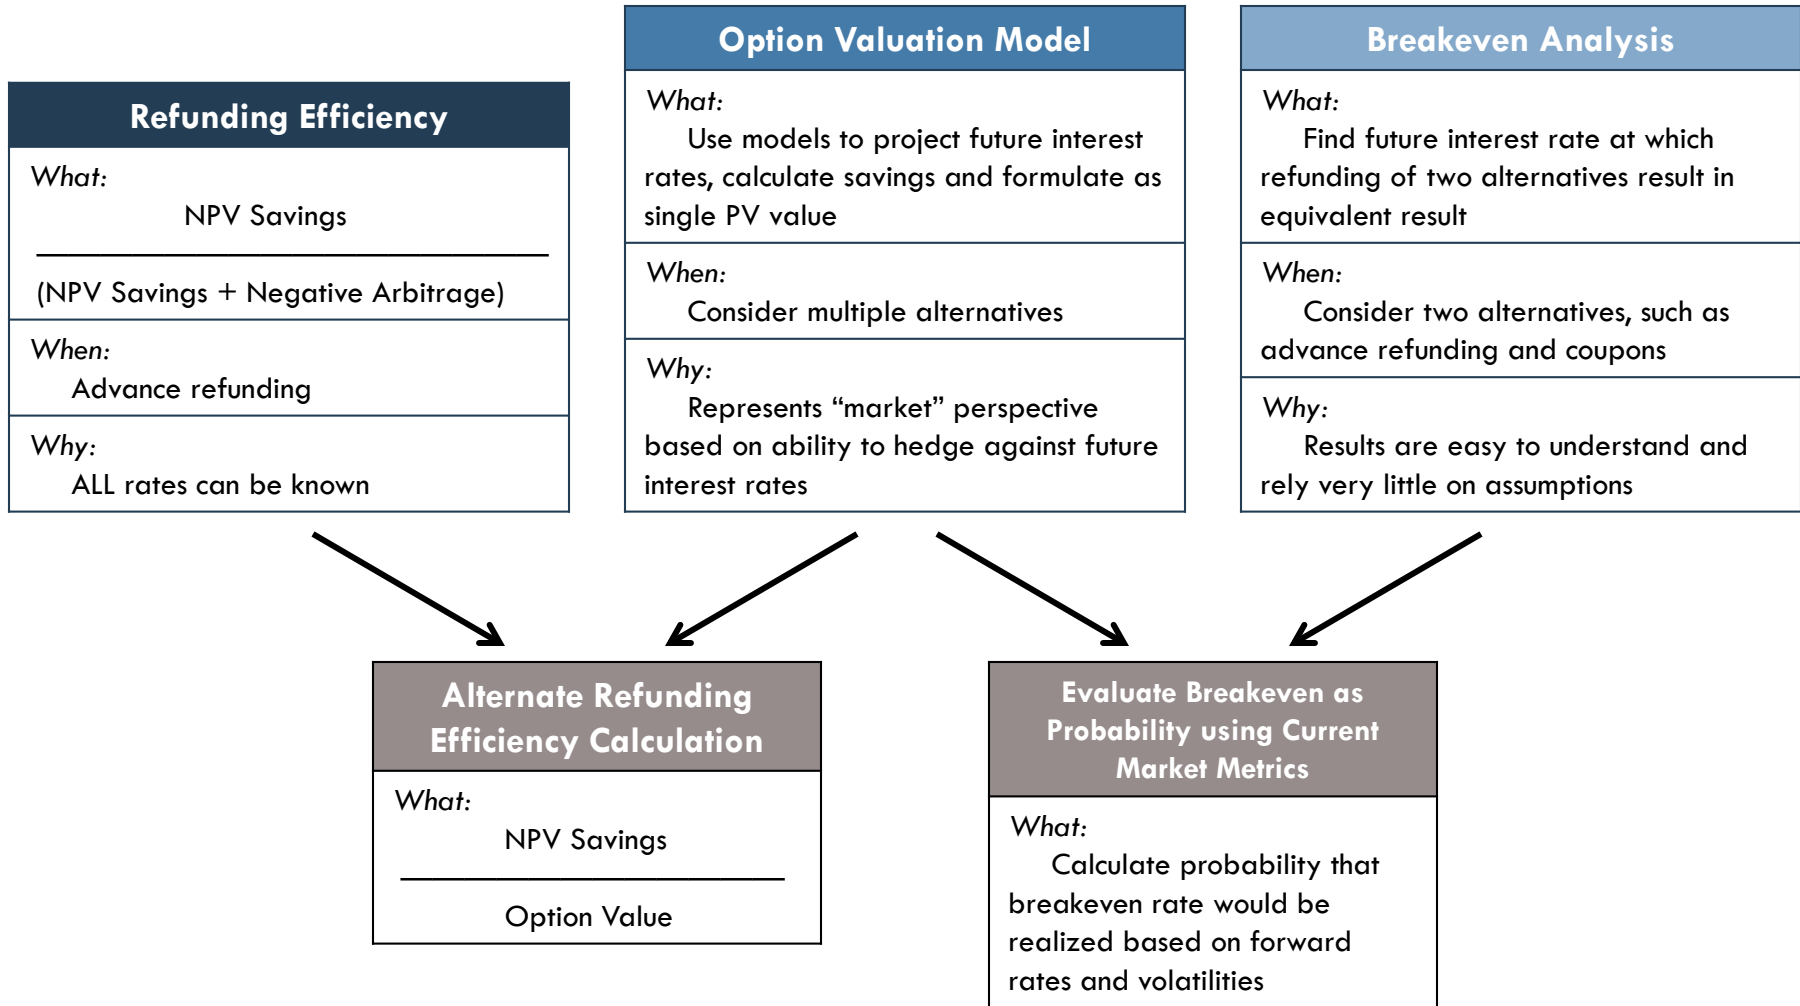 Refunding Efficiency
What:
NPV Savings
(NPV Savings + Negative Arbitrage)
When:
Advance refunding
Why:
ALL rates can be known
Option Valuation Model
What:
Use models to project future interest
rates, calculate savings and formulate as
single PV value
When:
Consider multiple alternatives
Why:
Represents “market” perspective
based on ability to hedge against future
interest rates
Breakeven Analysis
What:
Find future interest rate at which
refunding of two alternatives result in
equivalent result
When:
Consider two alternatives, such as
advance refunding and coupons
Why:
Results are easy to understand and
rely very little on assumptions
Alternate Refunding
Efficiency Calculation
What:
NPV Savings
Option Value
Evaluate Breakeven as
Probability using Current
Market Metrics
What:
Calculate probability that
breakeven rate would be
realized based on forward
rates and volatilities